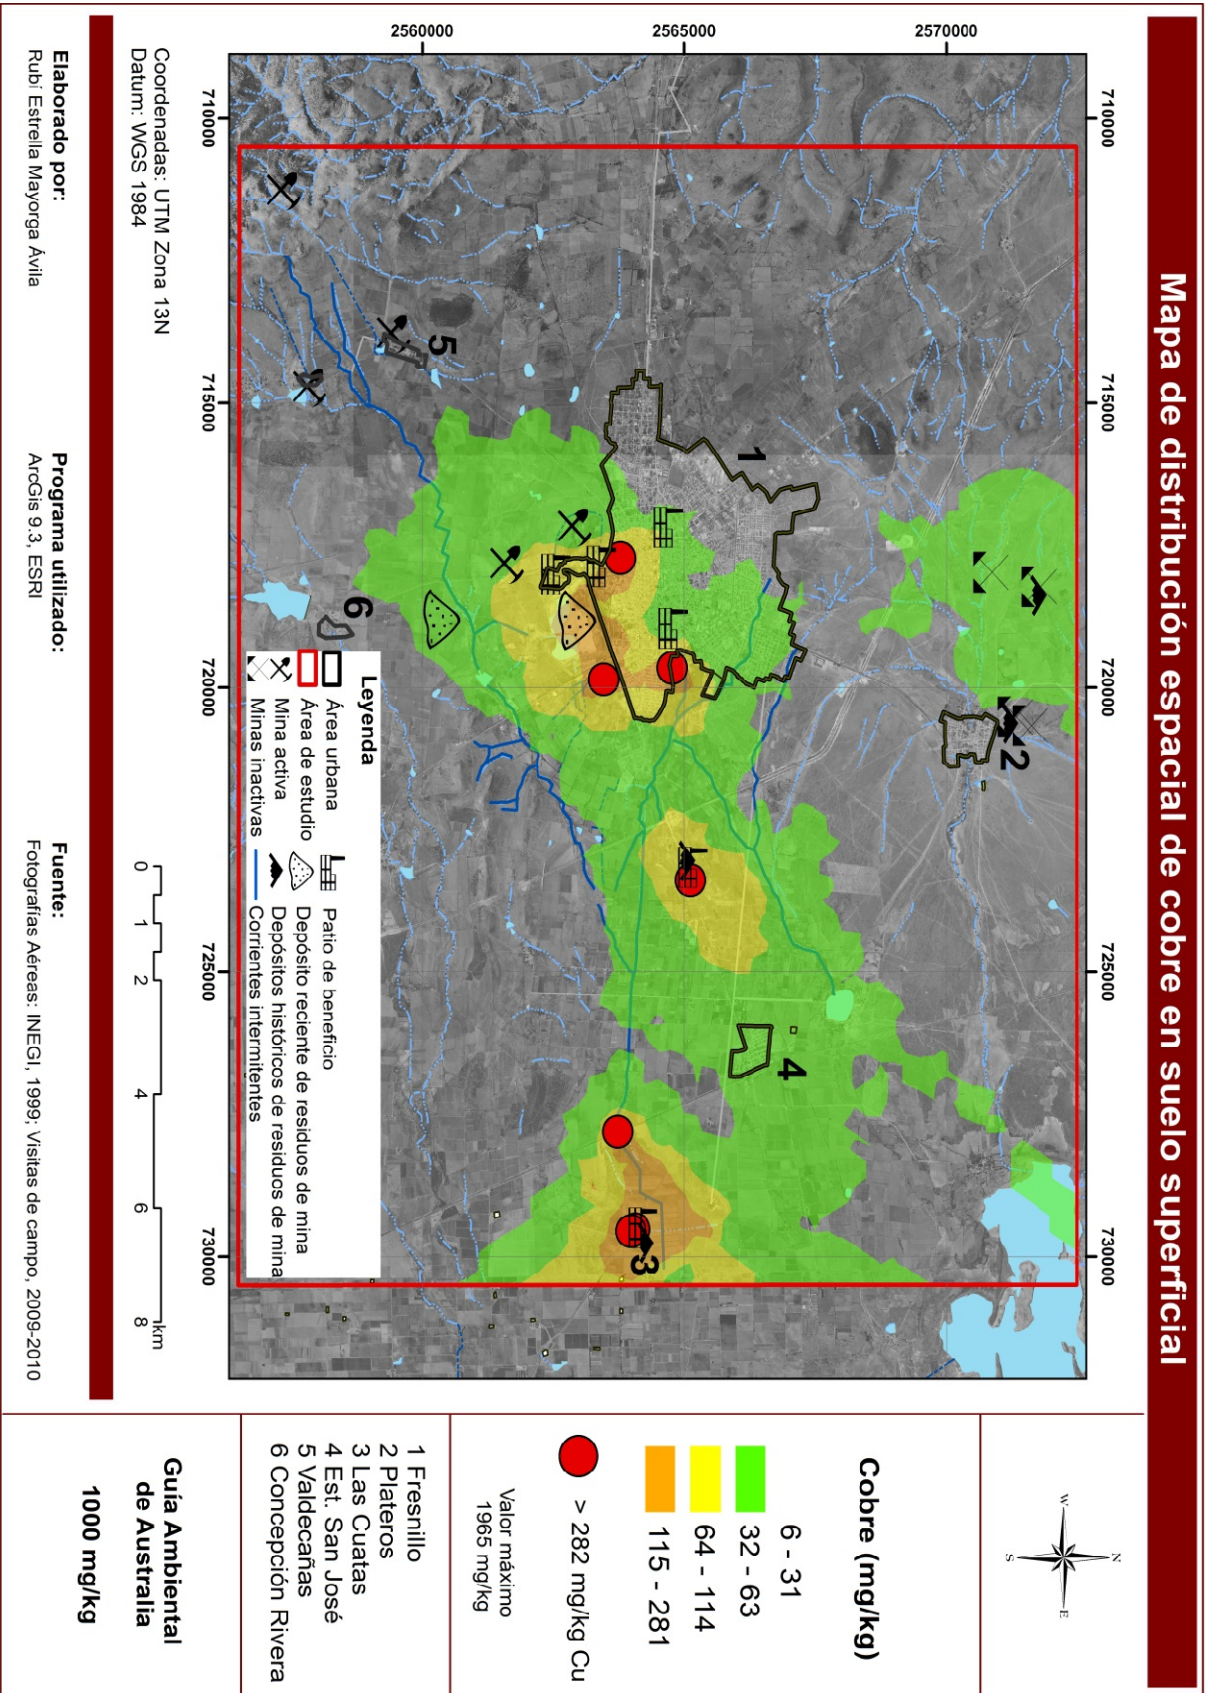 Mapa de distribución espacial de cobre en suelo superficial
710000
715000
720000
725000
730000
2570000
2565000
2560000
710000
715000
720000
725000
730000
1
2
3
4
5
6
Leyenda
Área urbana
Área de estudio
Mina activa
Minas inactivas
Patio de beneficio
Depósito reciente de residuos de mina
Depósitos históricos de residuos de mina
Corrientes intermitentes
Coordenadas: UTM Zona 13N
Datum: WGS 1984
0 1 2 4 6 8 km
Elaborado por:
Rubí Estrella Mayorga Ávila
Programa utilizado:
ArcGis 9.3, ESRI
Fuente:
Fotografías Aéreas: INEGI, 1999; Visitas de campo, 2009-2010
N
W
E
S
Cobre (mg/kg)
6 - 31
32 - 63
64 - 114
115 - 281
> 282 mg/kg Cu
Valor máximo
1965 mg/kg
1 Fresnillo
2 Plateros
3 Las Cuatas
4 Est. San José
5 Valdecañas
6 Concepción Rivera
Guía Ambiental
de Australia
1000 mg/kg